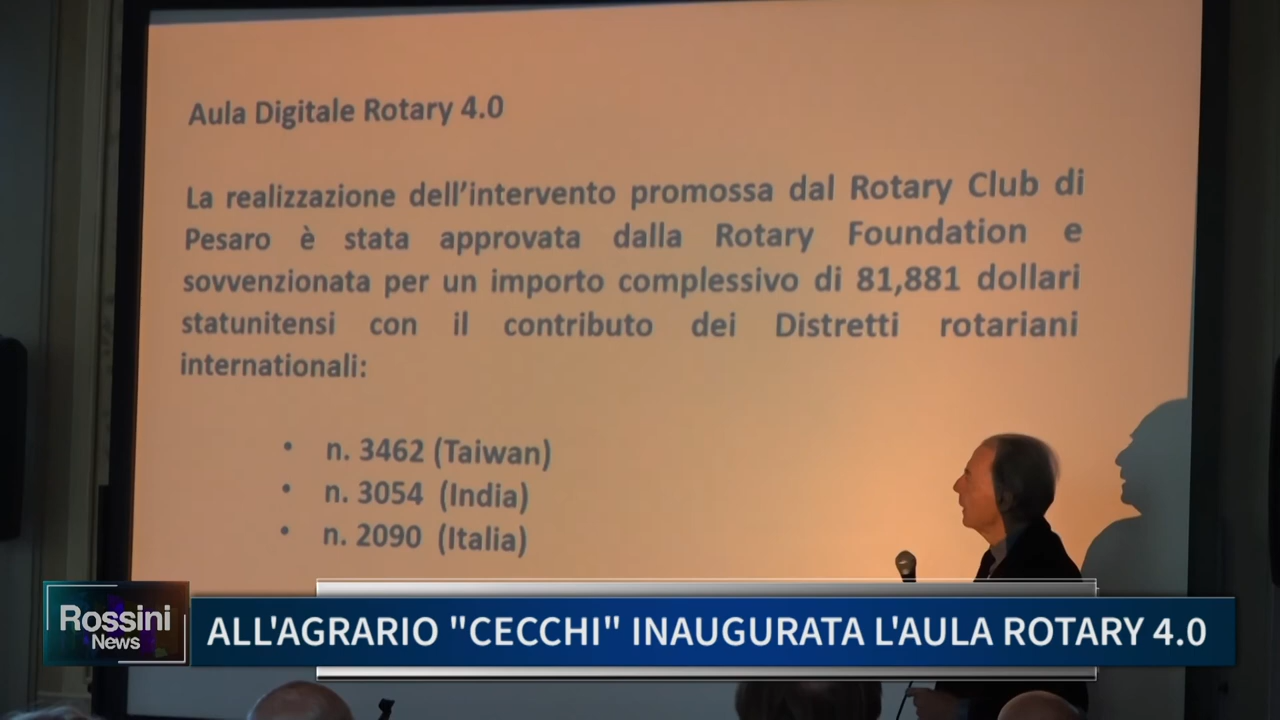 Aula Digitale Rotary 4.0
La realizzazione dell'intervento promossa dal Rotary Club di
Pesaro è stata approvata dalla Rotary Foundation e
sovvenzionata per un importo complessivo di 81,881 dollari
statunitensi con il contributo dei Distretti rotariani
internationali:
• n. 3462 (Taiwan)
• n. 3054 (India)
• n. 2090 (Italia)
Rossini
News
ALL'AGRARIO "CECCHI" INAUGURATA L'AULA ROTARY 4.0